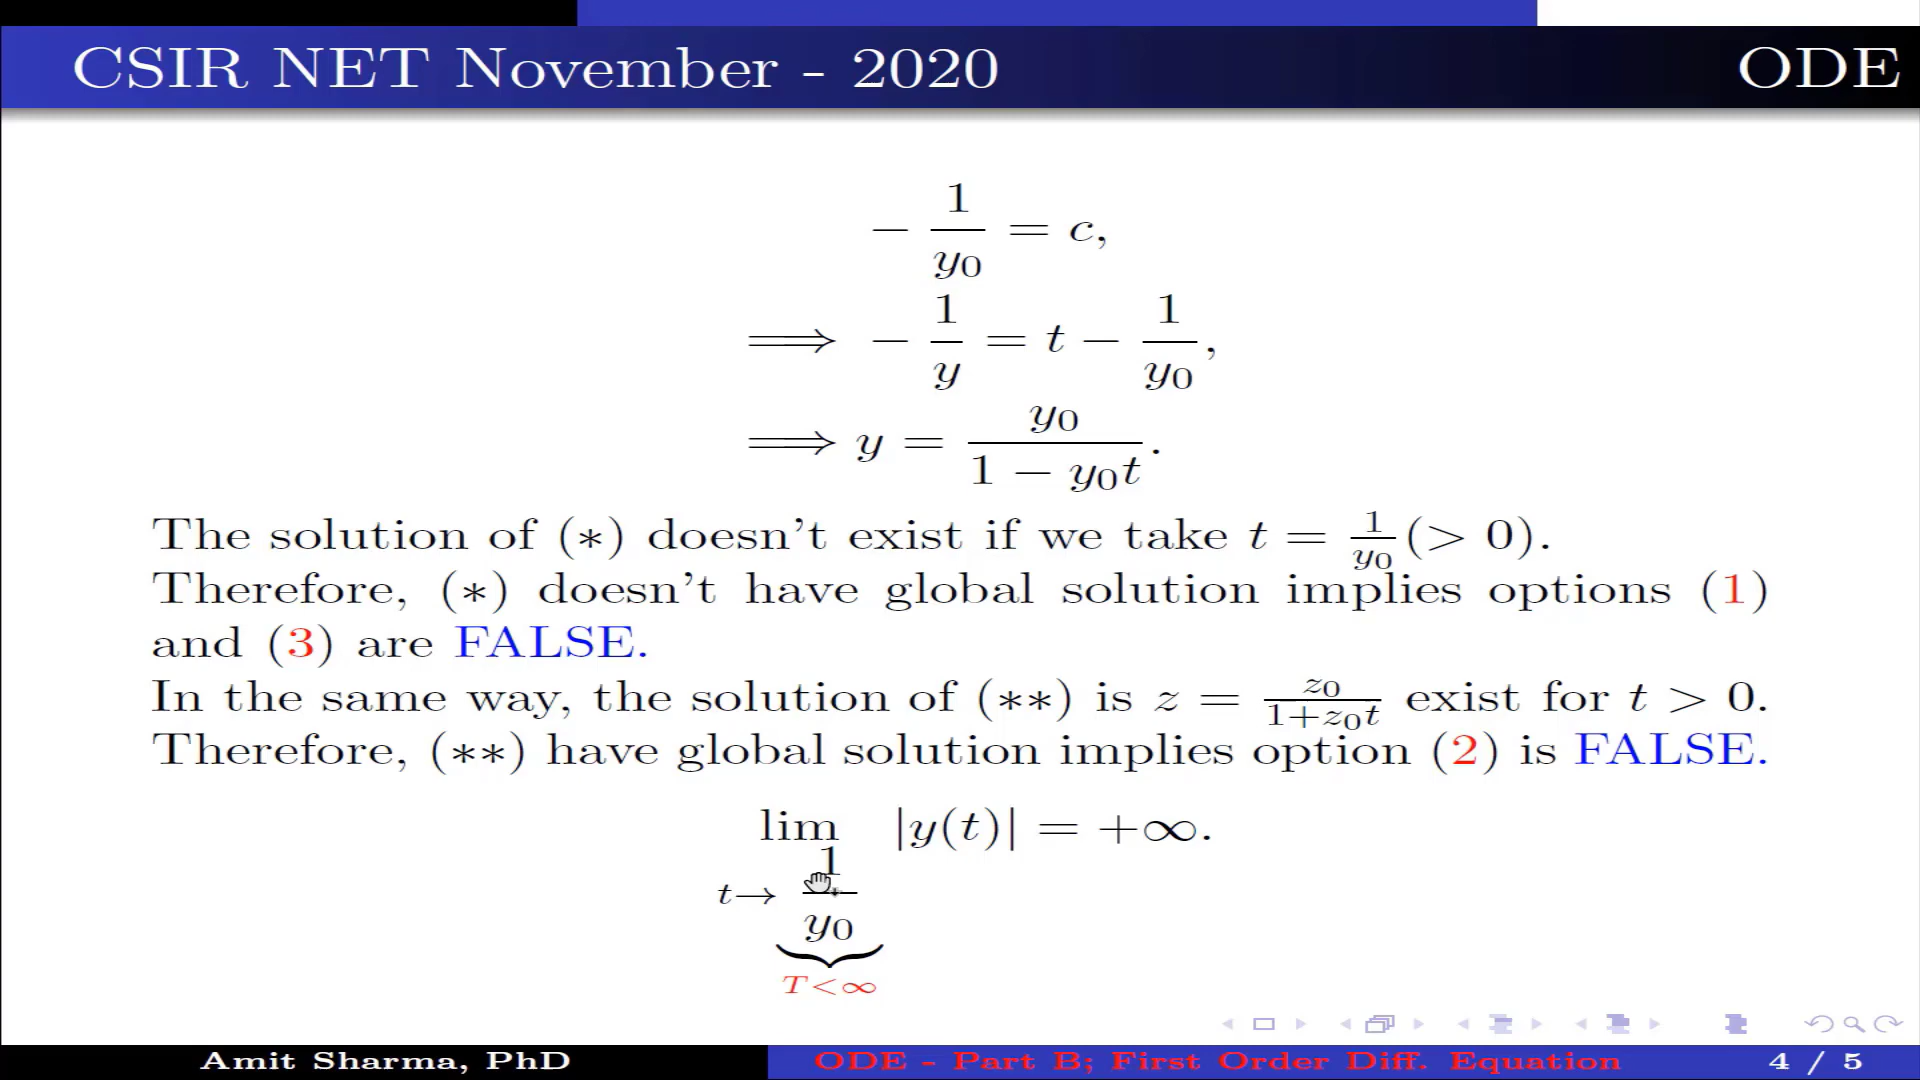 CSIR NET November - 2020 ODE
− 1/y₀ = c,
⟹ − 1/y = t − 1/y₀,
⟹ y = y₀/(1 − y₀t).
The solution of (∗) doesn't exist if we take t = 1/y₀ (> 0).
Therefore, (∗) doesn't have global solution implies options (1)
and (3) are FALSE.
In the same way, the solution of (∗∗) is z = z₀/(1+z₀t) exist for t > 0.
Therefore, (∗∗) have global solution implies option (2) is FALSE.
lim |y(t)| = +∞.
t→ 1/y₀
T<∞
Amit Sharma, PhD ODE - Part B; First Order Diff. Equation 4 / 5